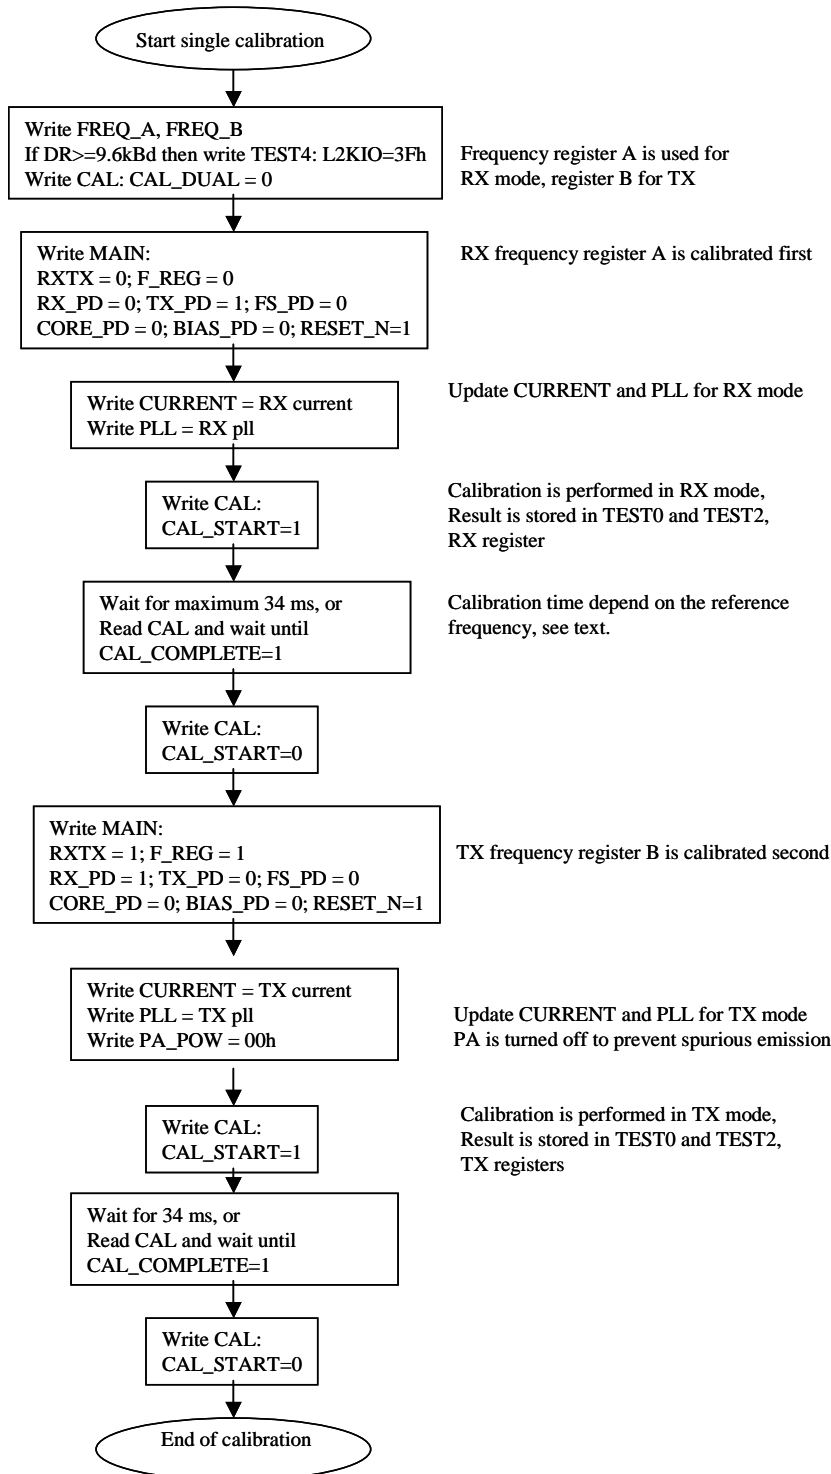 Start single calibration
Write FREQ_A, FREQ_B
If DR>=9.6kBd then write TEST4: L2KIO=3Fh
Write CAL: CAL_DUAL = 0
Frequency register A is used for
RX mode, register B for TX
Write MAIN:
RXTX = 0; F_REG = 0
RX_PD = 0; TX_PD = 1; FS_PD = 0
CORE_PD = 0; BIAS_PD = 0; RESET_N=1
RX frequency register A is calibrated first
Write CURRENT = RX current
Write PLL = RX pll
Update CURRENT and PLL for RX mode
Write CAL:
CAL_START=1
Calibration is performed in RX mode,
Result is stored in TEST0 and TEST2,
RX register
Wait for maximum 34 ms, or
Read CAL and wait until
CAL_COMPLETE=1
Calibration time depend on the reference
frequency, see text.
Write CAL:
CAL_START=0
Write MAIN:
RXTX = 1; F_REG = 1
RX_PD = 1; TX_PD = 0; FS_PD = 0
CORE_PD = 0; BIAS_PD = 0; RESET_N=1
TX frequency register B is calibrated second
Write CURRENT = TX current
Write PLL = TX pll
Write PA_POW = 00h
Update CURRENT and PLL for TX mode
PA is turned off to prevent spurious emission
Write CAL:
CAL_START=1
Calibration is performed in TX mode,
Result is stored in TEST0 and TEST2,
TX registers
Wait for 34 ms, or
Read CAL and wait until
CAL_COMPLETE=1
Write CAL:
CAL_START=0
End of calibration